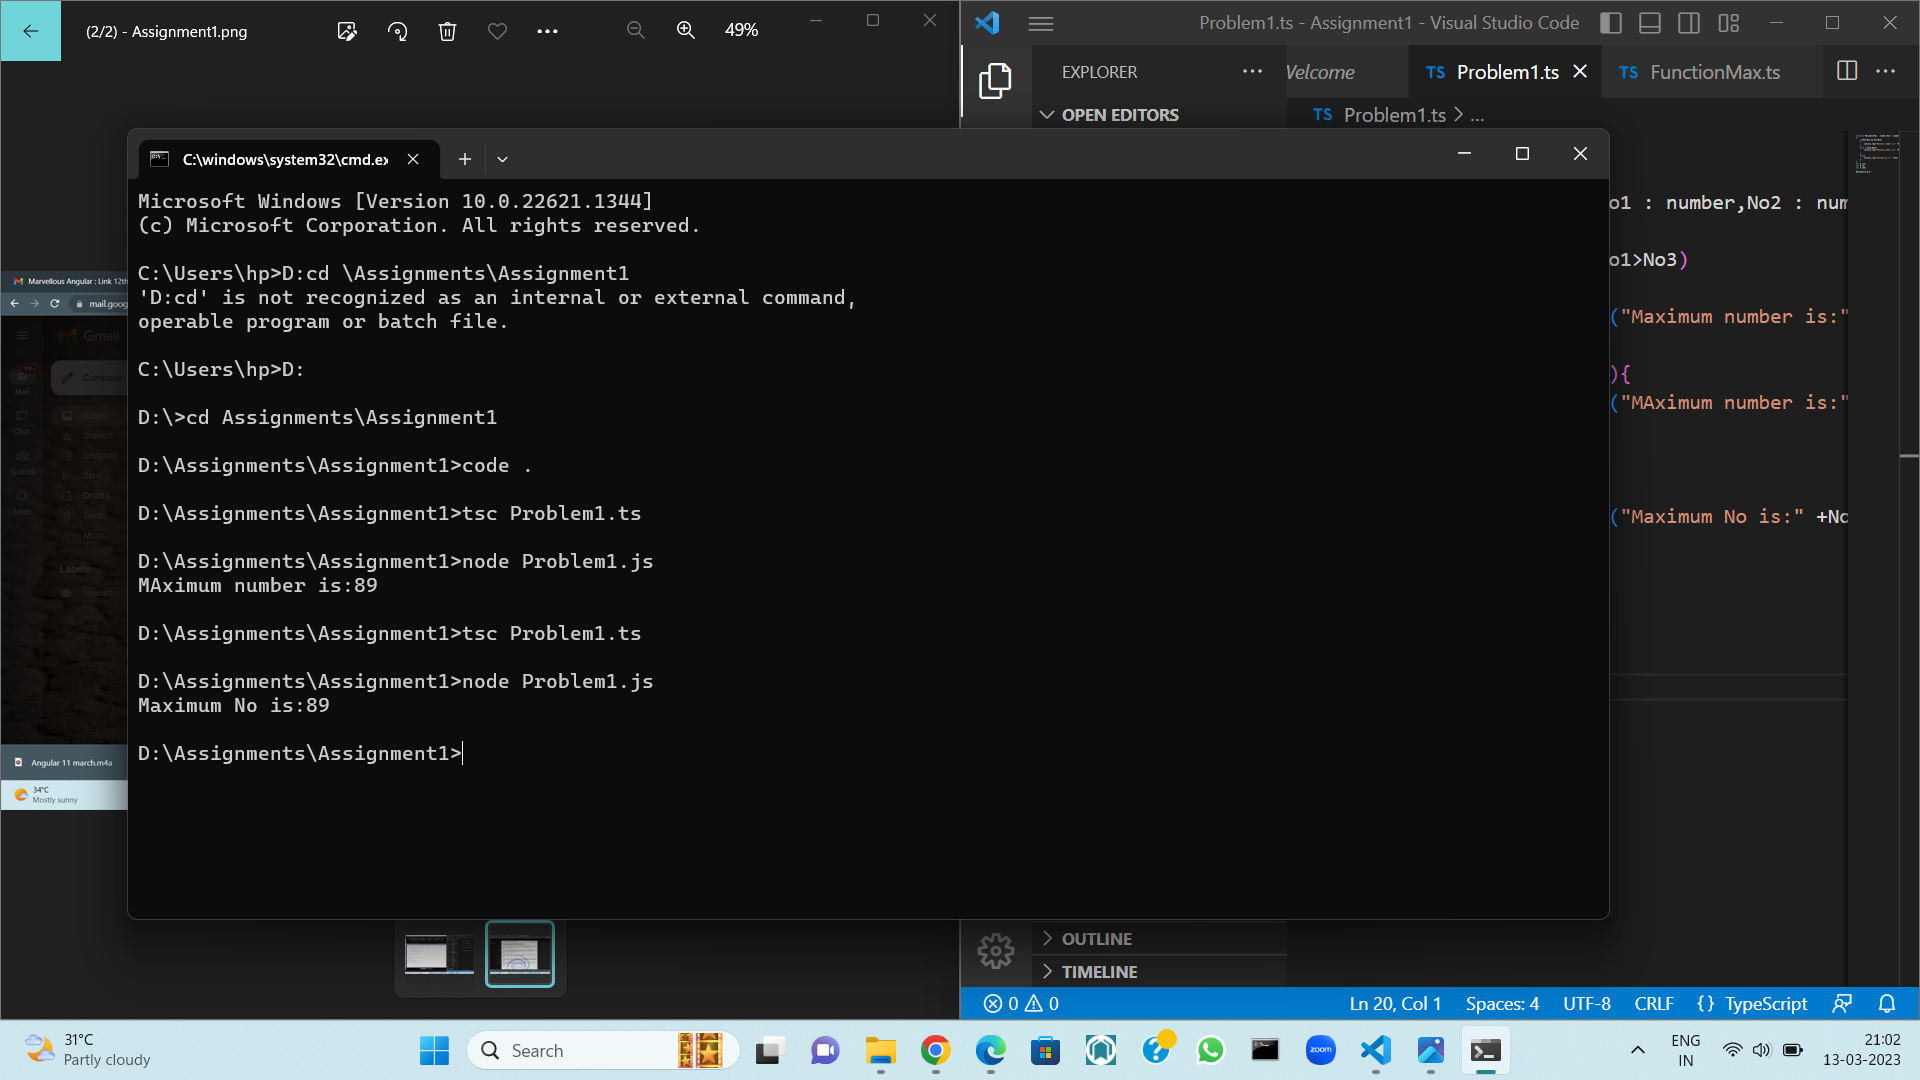 (2/2) - Assignment1.png
49%
Problem1.ts - Assignment1 - Visual Studio Code
EXPLORER
Welcome
TS Problem1.ts
TS FunctionMax.ts
OPEN EDITORS
TS Problem1.ts > ...
C:\windows\system32\cmd.ex
Microsoft Windows [Version 10.0.22621.1344]
(c) Microsoft Corporation. All rights reserved.
C:\Users\hp>D:cd \Assignments\Assignment1
'D:cd' is not recognized as an internal or external command,
operable program or batch file.
C:\Users\hp>D:
D:\>cd Assignments\Assignment1
D:\Assignments\Assignment1>code .
D:\Assignments\Assignment1>tsc Problem1.ts
D:\Assignments\Assignment1>node Problem1.js
MAximum number is:89
D:\Assignments\Assignment1>tsc Problem1.ts
D:\Assignments\Assignment1>node Problem1.js
Maximum No is:89
D:\Assignments\Assignment1>
o1 : number,No2 : num
o1>No3)
("Maximum number is:"
){
("MAximum number is:"
("Maximum No is:" +No
Marvellous Angular : Link 12th
mail.goog
Gmail
Compose
Inbox
Starred
Snoozed
Sent
Drafts
Trash
More
Labels
Mail
Chat
Spaces
Meet
Angular 11 march.m4a
34°C
Mostly sunny
OUTLINE
TIMELINE
0 0
Ln 20, Col 1
Spaces: 4
UTF-8
CRLF
{} TypeScript
31°C
Partly cloudy
Search
zoom
ENG
IN
21:02
13-03-2023